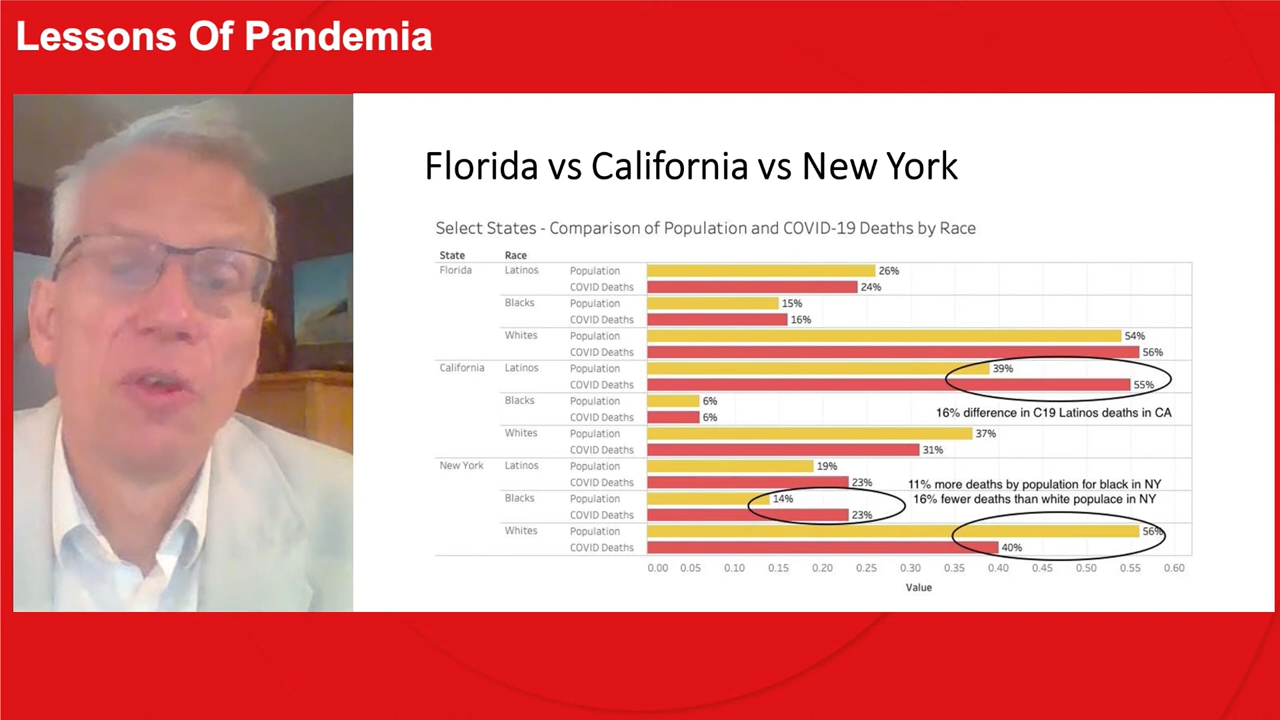 Lessons Of Pandemia
Florida vs California vs New York
Select States - Comparison of Population and COVID-19 Deaths by Race
State Race
Florida Latinos Population 26%
COVID Deaths 24%
Blacks Population 15%
COVID Deaths 16%
Whites Population 54%
COVID Deaths 56%
California Latinos Population 39%
COVID Deaths 55%
Blacks Population 6%
16% difference in C19 Latinos deaths in CA
COVID Deaths 6%
Whites Population 37%
COVID Deaths 31%
New York Latinos Population 19%
COVID Deaths 23% 11% more deaths by population for black in NY
Blacks Population 14% 16% fewer deaths than white populace in NY
COVID Deaths 23%
Whites Population 56%
COVID Deaths 40%
0.00 0.05 0.10 0.15 0.20 0.25 0.30 0.35 0.40 0.45 0.50 0.55 0.60
Value